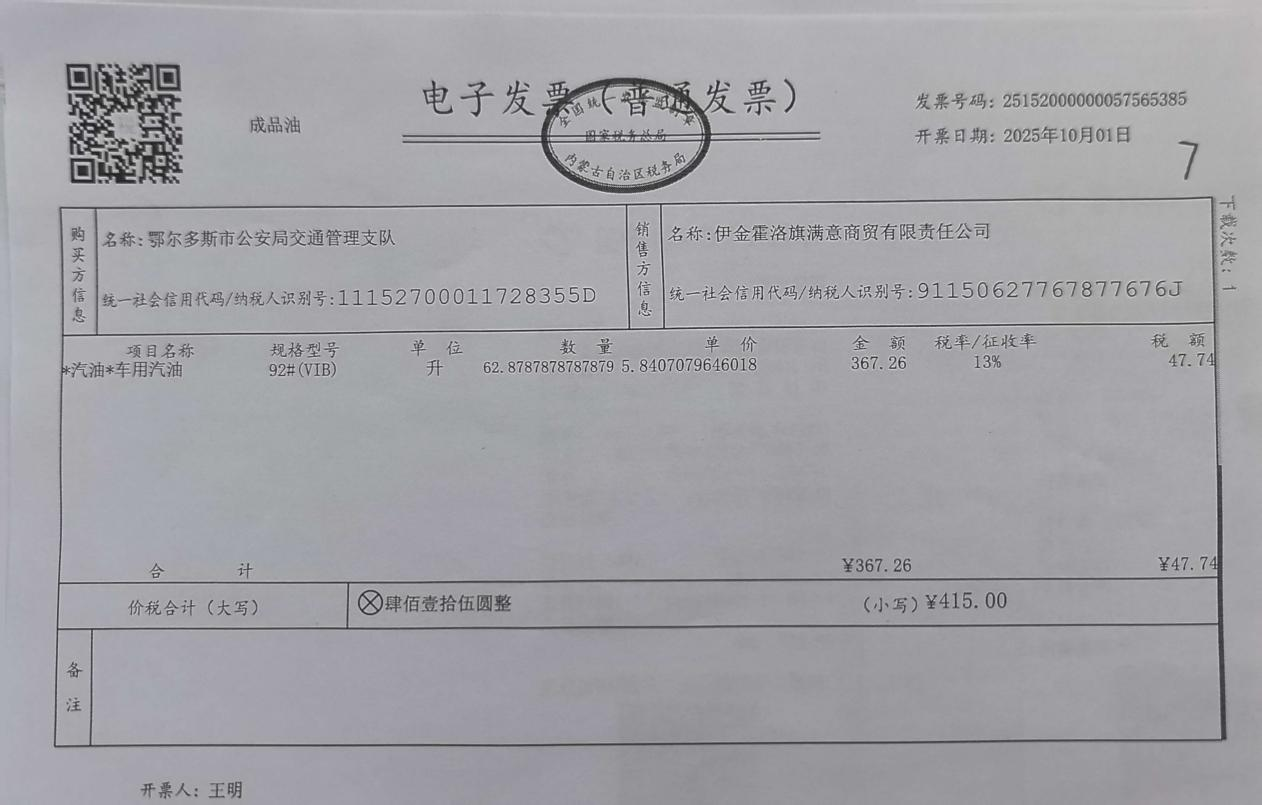 电子发票（普通发票）
全国统一发票监制章
国家税务总局
内蒙古自治区税务局
成品油
发票号码：25152000000057565385
开票日期：2025年10月01日
7
下载次数：1
购买方信息
名称：鄂尔多斯市公安局交通管理支队
统一社会信用代码/纳税人识别号：11152700011728355D
销售方信息
名称：伊金霍洛旗满意商贸有限责任公司
统一社会信用代码/纳税人识别号：91150627767877676J
项目名称 规格型号 单位 数量 单价 金额 税率/征收率 税额
*汽油*车用汽油 92#(VIB) 升 62.8787878787879 5.8407079646018 367.26 13% 47.74
合计 ¥367.26 ¥47.74
价税合计（大写） ⊗肆佰壹拾伍圆整 （小写）¥415.00
备注
开票人：王明